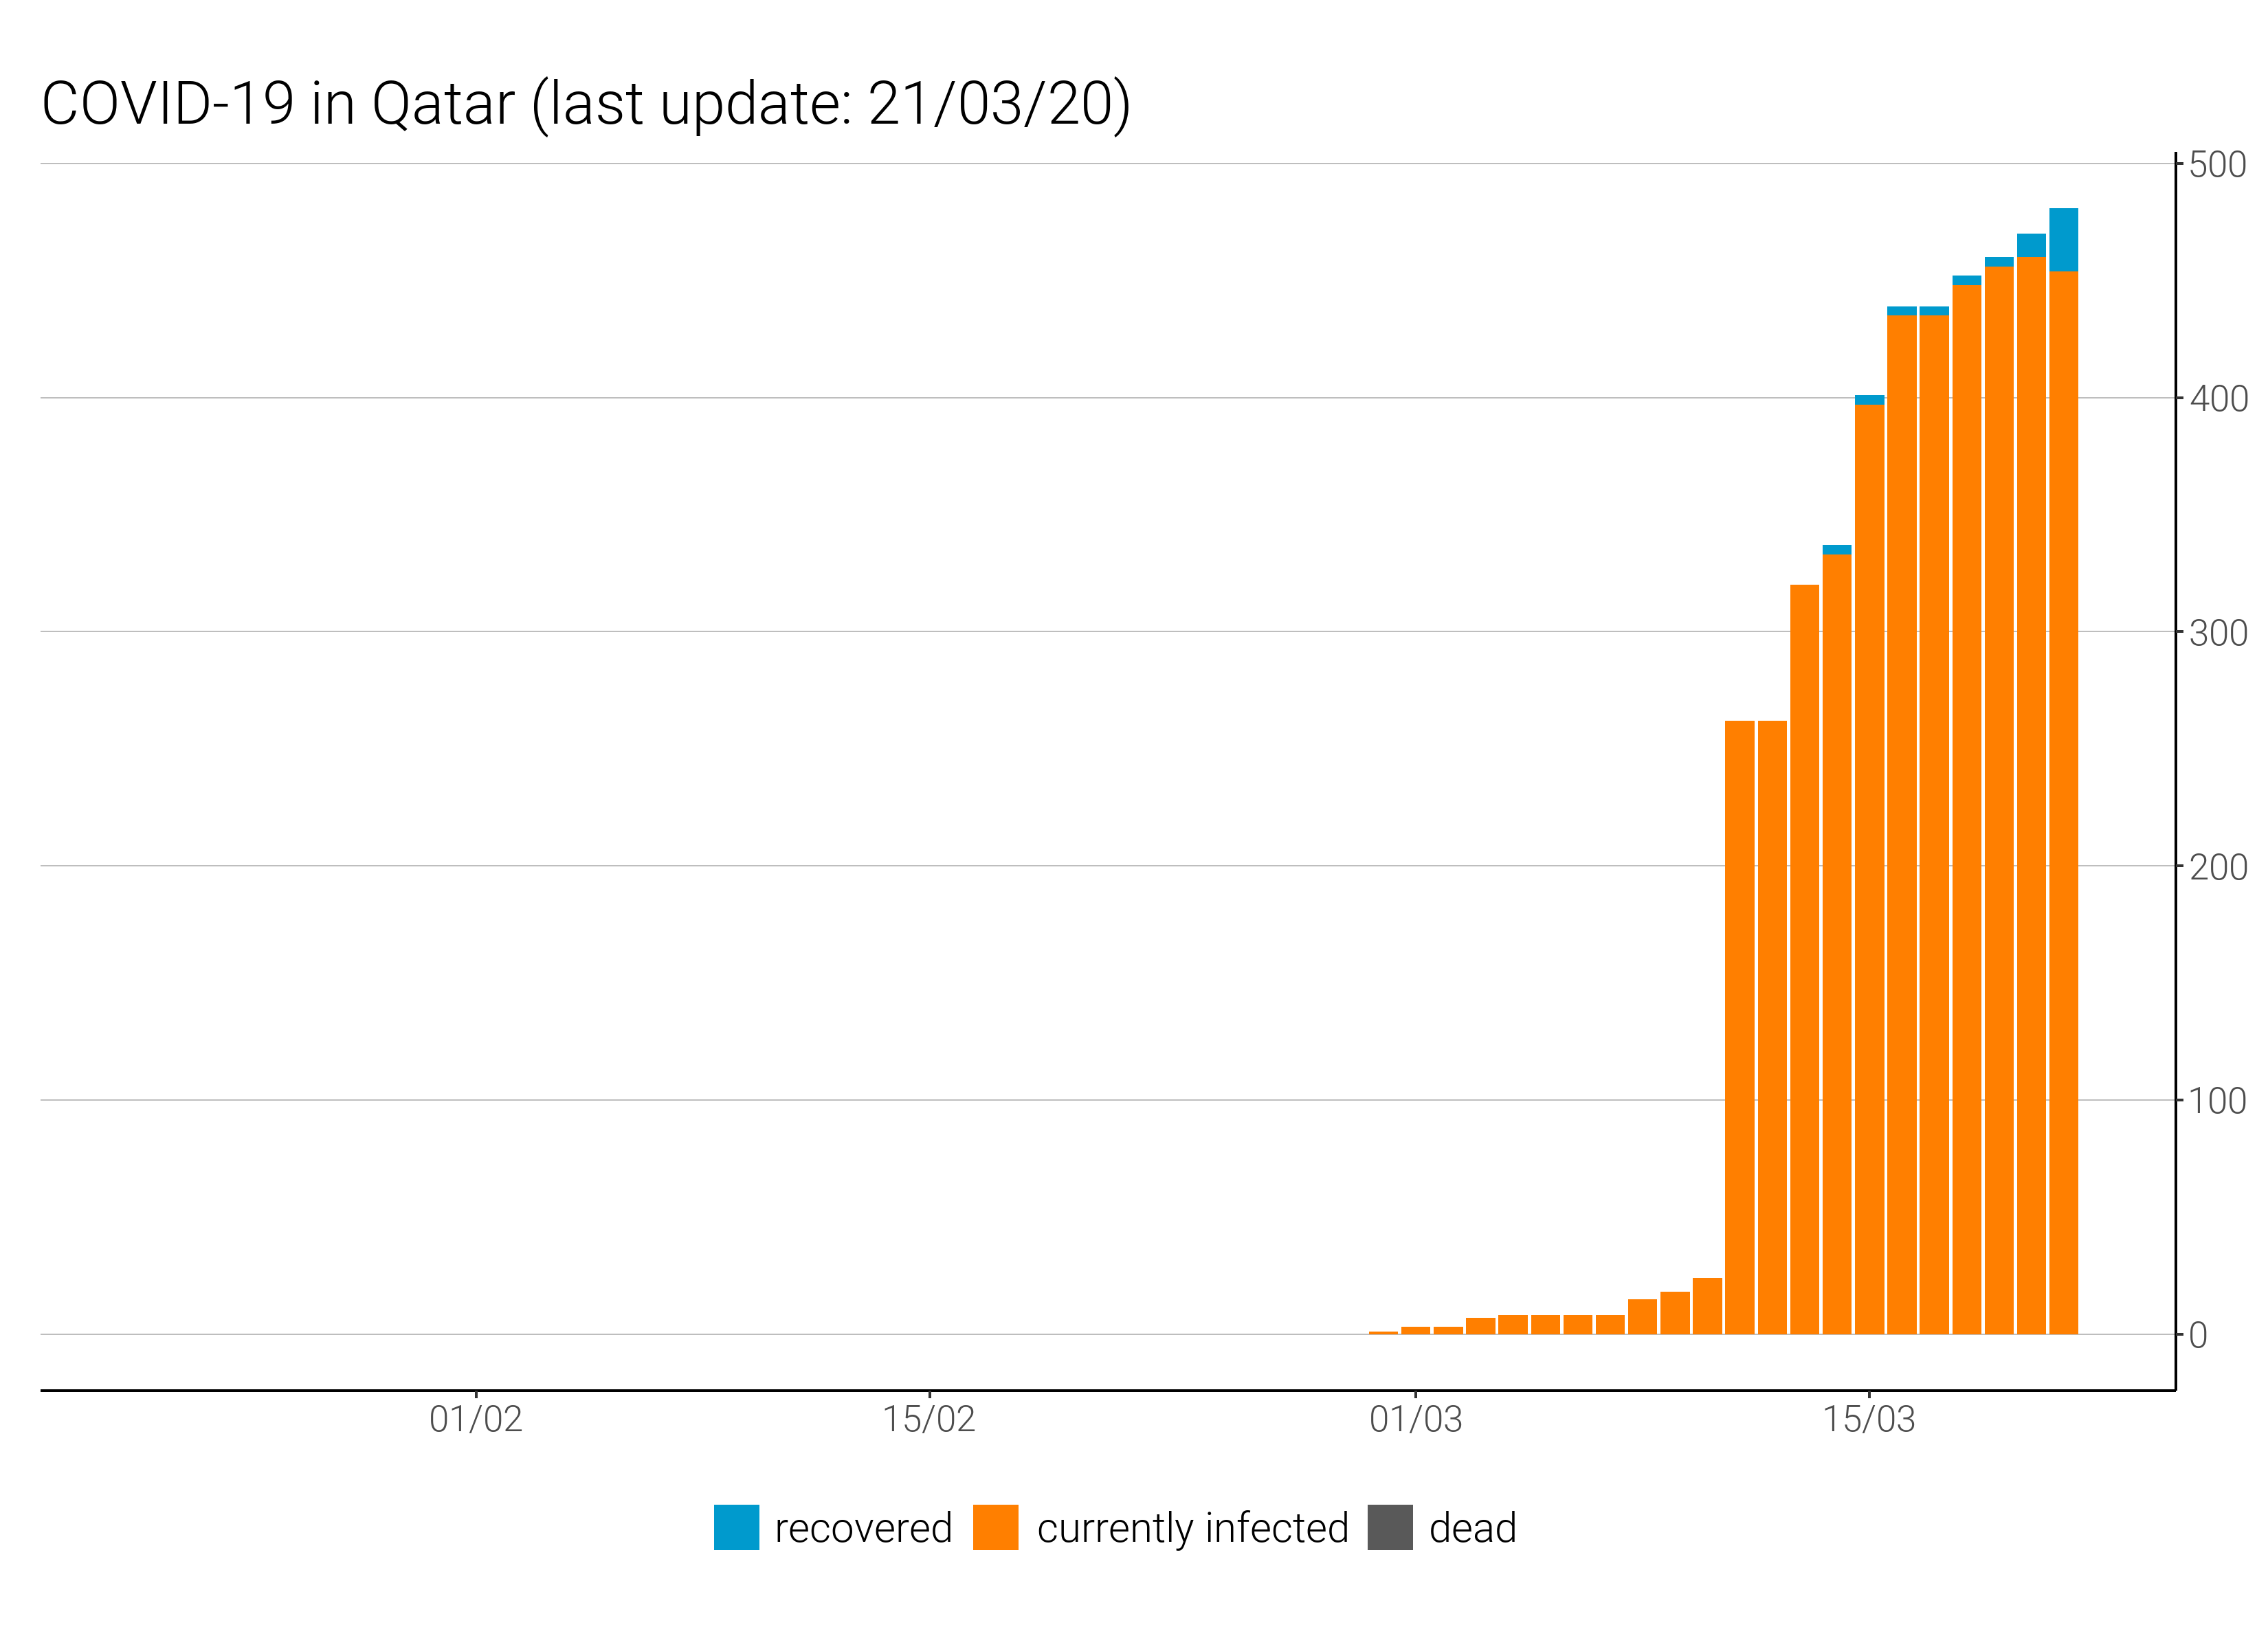 COVID-19 in Qatar (last update: 21/03/20)
500
400
300
200
100
0
01/02 15/02 01/03 15/03
recovered currently infected dead